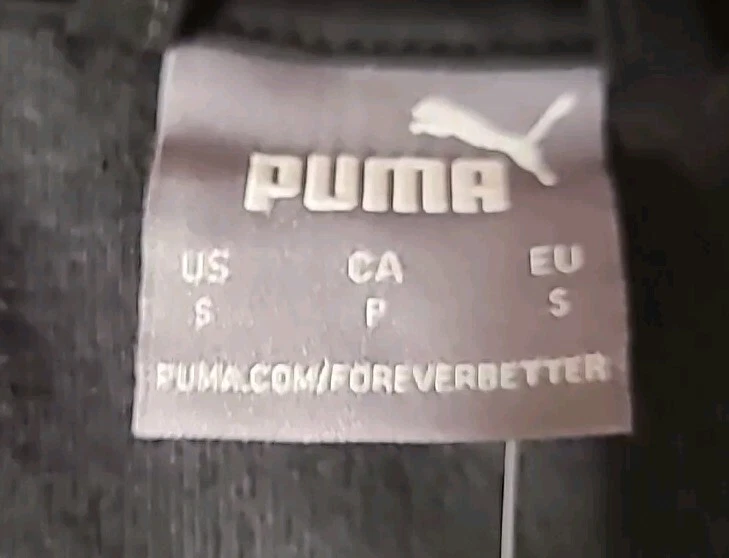 PUMA
US CA EU
S P S
PUMA.COM/FOREVERBETTER